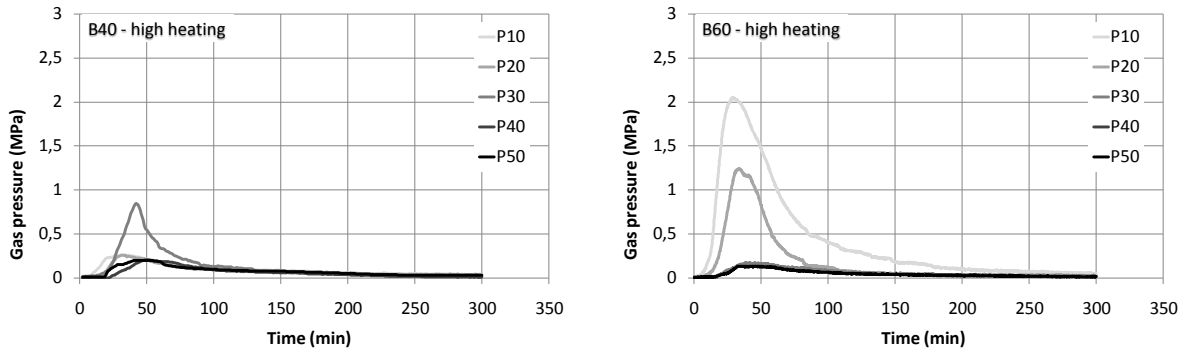 B40 - high heating
3
2,5
2
1,5
1
0,5
0
Gas pressure (MPa)
P10
P20
P30
P40
P50
0 50 100 150 200 250 300 350
Time (min)
B60 - high heating
3
2,5
2
1,5
1
0,5
0
Gas pressure (MPa)
P10
P20
P30
P40
P50
0 50 100 150 200 250 300 350
Time (min)